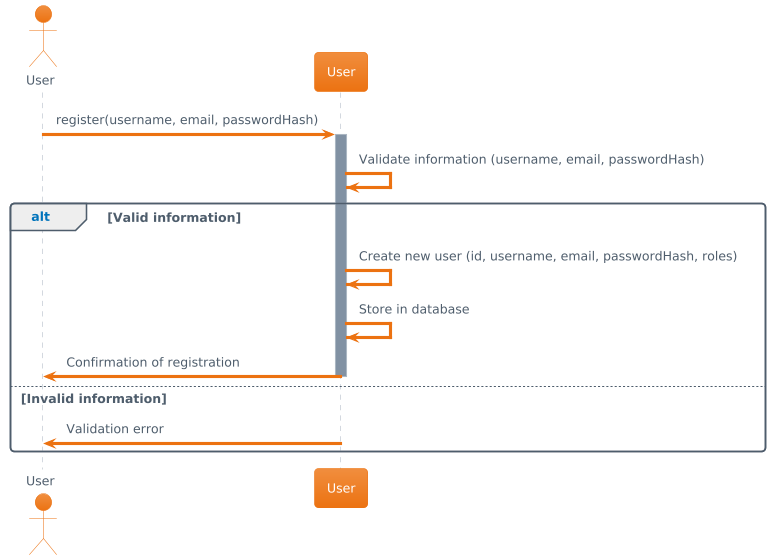 User
User
register(username, email, passwordHash)
Validate information (username, email, passwordHash)
alt
[Valid information]
Create new user (id, username, email, passwordHash, roles)
Store in database
Confirmation of registration
[Invalid information]
Validation error
User
User